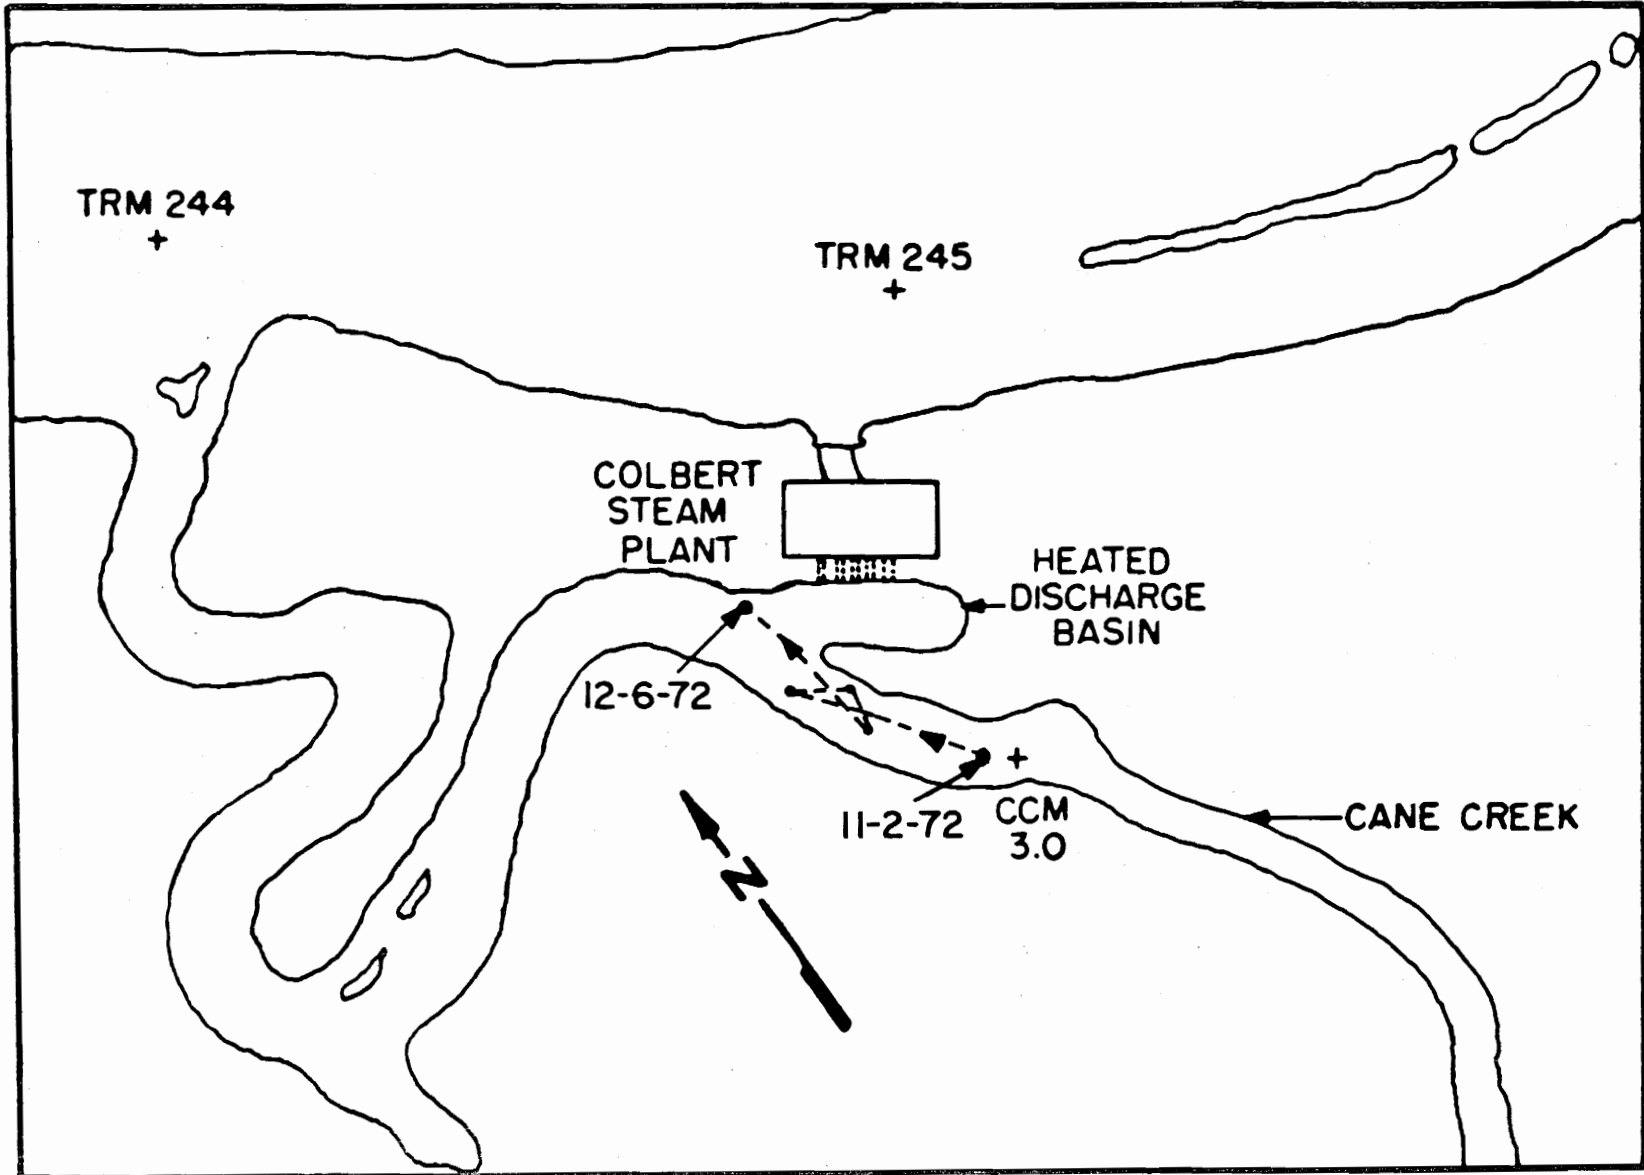 TRM 244
TRM 245
COLBERT
STEAM
PLANT
HEATED
DISCHARGE
BASIN
12-6-72
11-2-72
CCM
3.0
CANE CREEK
N